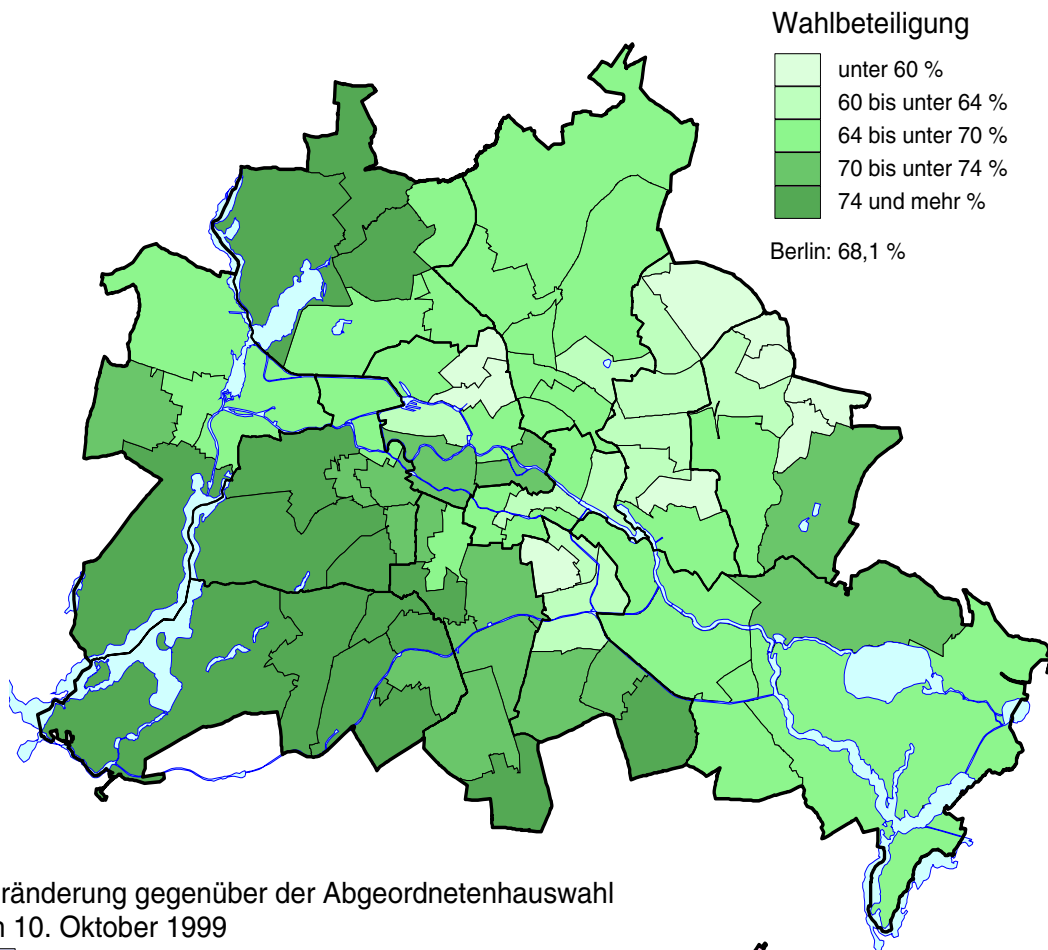 Wahlbeteiligung
unter 60 %
60 bis unter 64 %
64 bis unter 70 %
70 bis unter 74 %
74 und mehr %
Berlin: 68,1 %
ränderung gegenüber der Abgeordnetenhauswahl
10. Oktober 1999